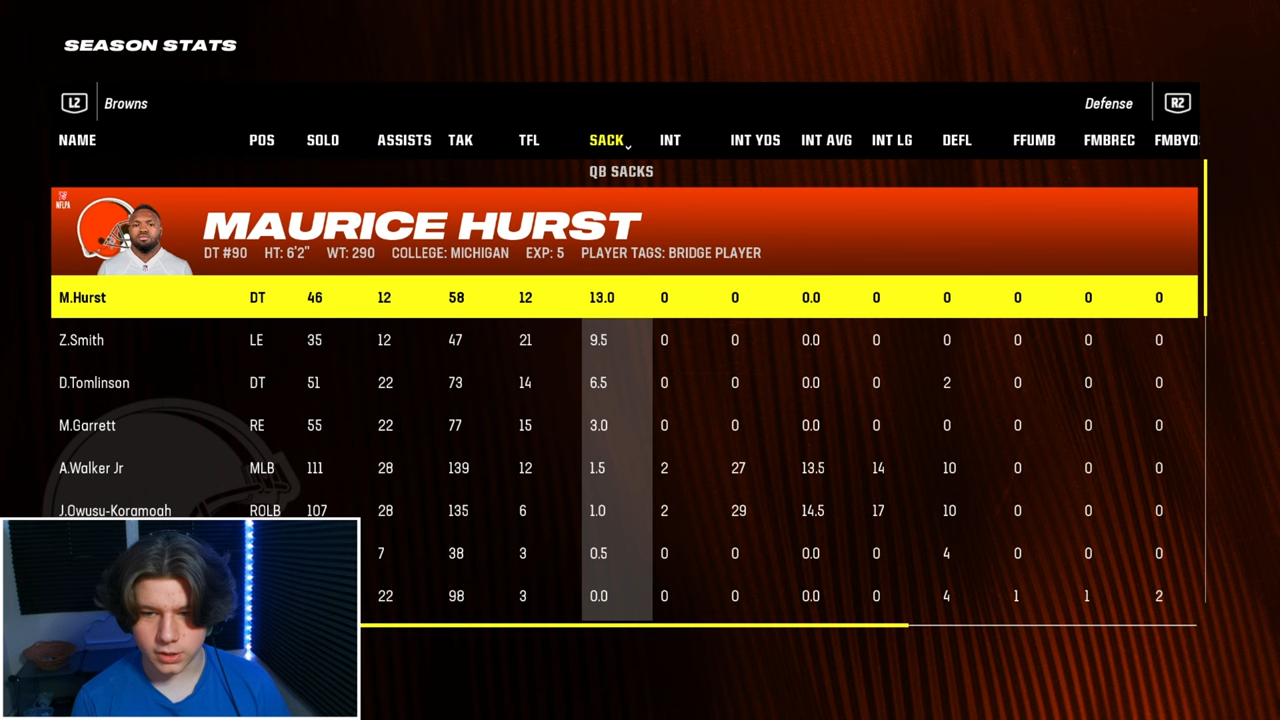 SEASON STATS
L2 Browns Defense R2
NAME POS SOLO ASSISTS TAK TFL SACK INT INT YDS INT AVG INT LG DEFL FFUMB FMBREC FMBYD
QB SACKS
NFLPA
MAURICE HURST
DT #90 HT: 6'2" WT: 290 COLLEGE: MICHIGAN EXP: 5 PLAYER TAGS: BRIDGE PLAYER
M.Hurst DT 46 12 58 12 13.0 0 0 0.0 0 0 0 0 0
Z.Smith LE 35 12 47 21 9.5 0 0 0.0 0 0 0 0 0
D.Tomlinson DT 51 22 73 14 6.5 0 0 0.0 0 2 0 0 0
M.Garrett RE 55 22 77 15 3.0 0 0 0.0 0 0 0 0 0
A.Walker Jr MLB 111 28 139 12 1.5 2 27 13.5 14 10 0 0 0
J.Owusu-Koramoah ROLB 107 28 135 6 1.0 2 29 14.5 17 10 0 0 0
7 38 3 0.5 0 0 0.0 0 4 0 0 0
22 98 3 0.0 0 0 0.0 0 4 1 1 2